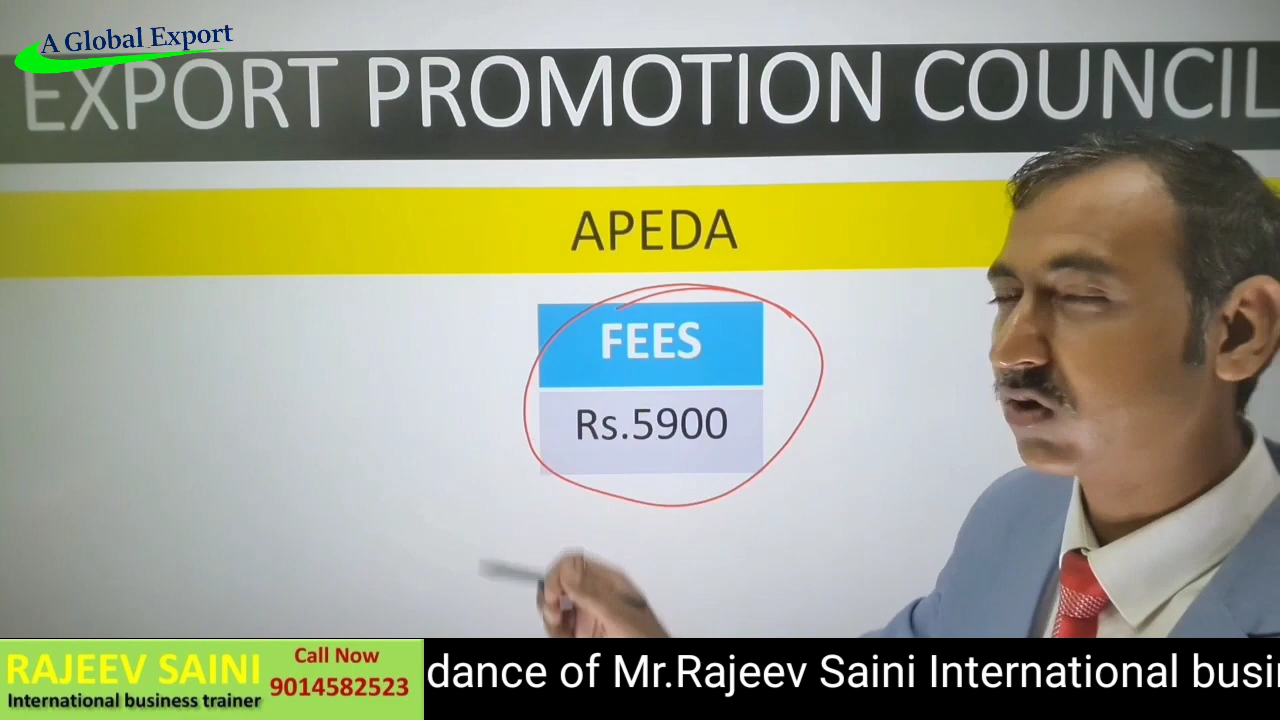 A Global Export
EXPORT PROMOTION COUNCIL
APEDA
FEES
Rs.5900
RAJEEV SAINI
International business trainer
Call Now
9014582523
dance of Mr.Rajeev Saini International busi